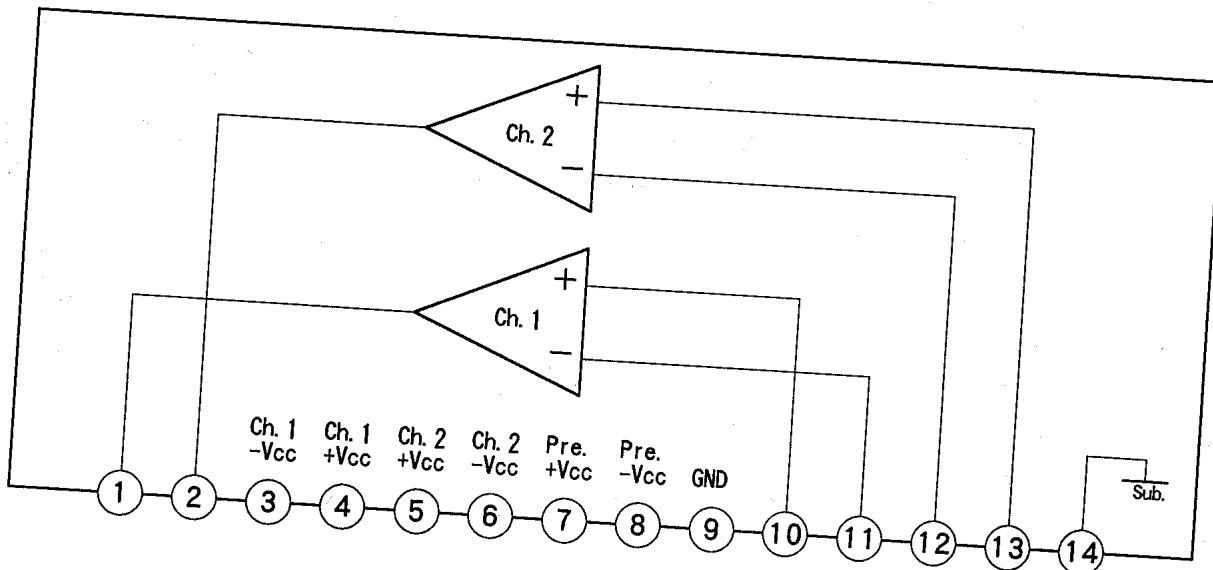 +
Ch. 2
−
+
Ch. 1
−
Ch. 1 Ch. 1 Ch. 2 Ch. 2 Pre. Pre.
-Vcc +Vcc +Vcc -Vcc +Vcc -Vcc GND
Sub.
1 2 3 4 5 6 7 8 9 10 11 12 13 14